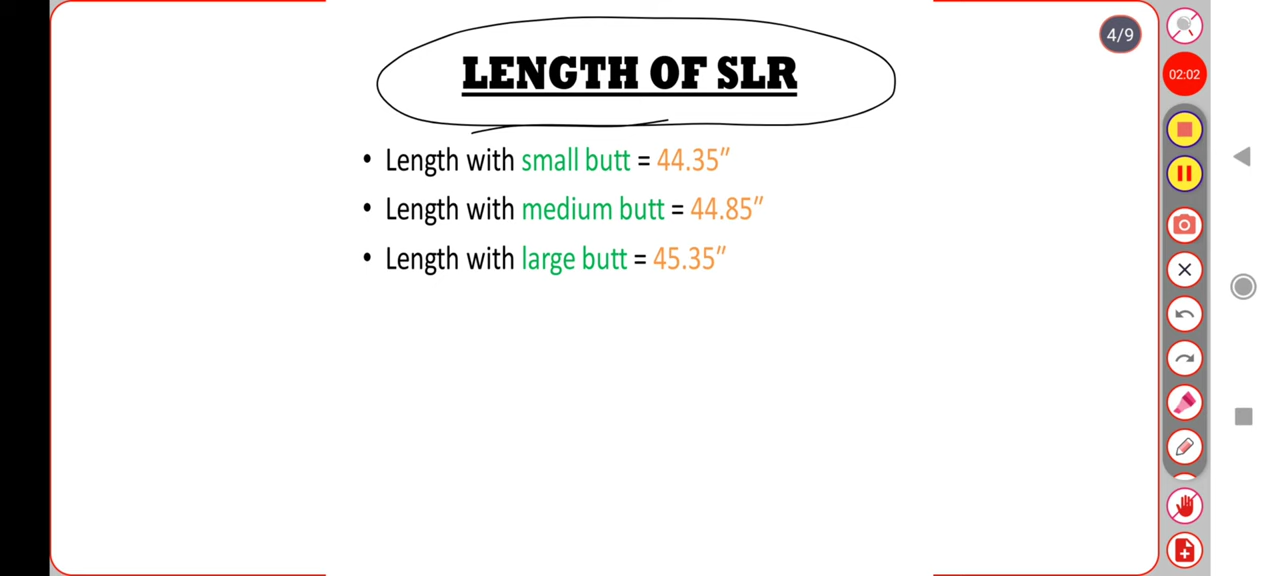 4/9
LENGTH OF SLR
02:02
• Length with small butt = 44.35”
• Length with medium butt = 44.85”
• Length with large butt = 45.35”